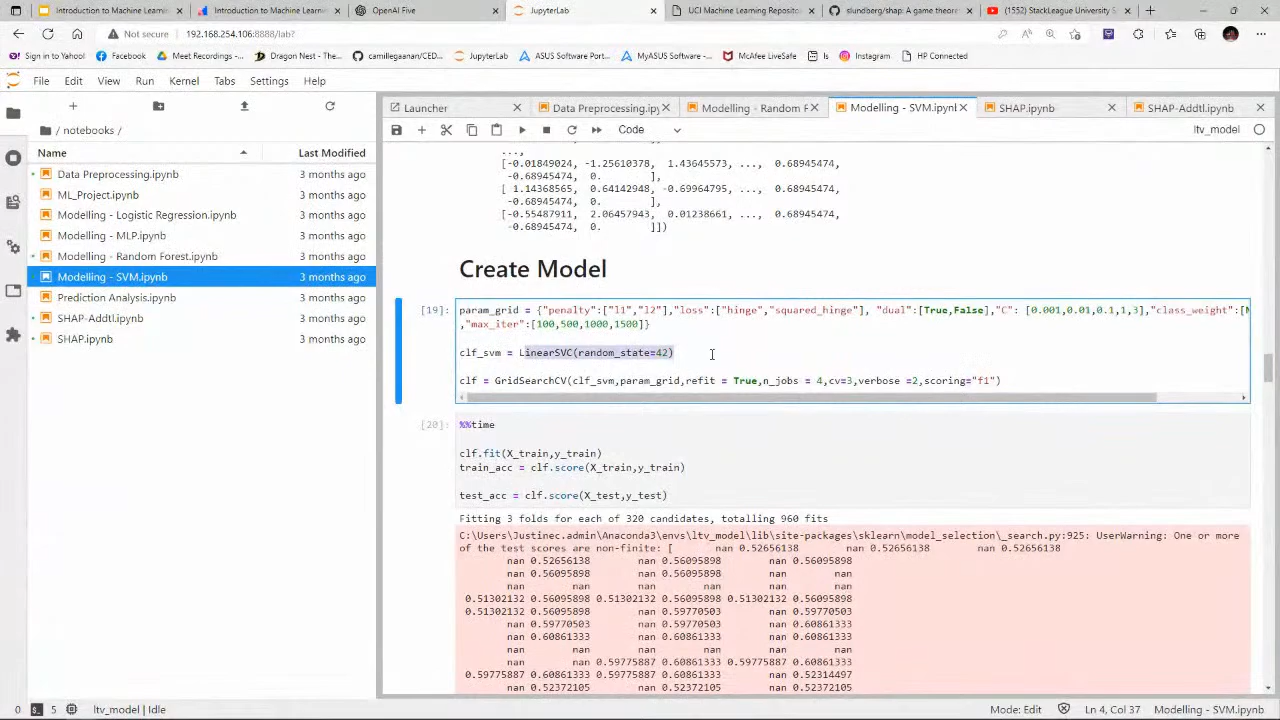 Introduction to Machine Learni
Introduction to Machine Learni
OpenAI Five
JupyterLab
UCI Machine Learning Reposito
slundberg/shap: A game theore
(1552) StackLeague University S
Not secure
192.168.254.106:8888/lab?
Sign in to Yahoo!
Facebook
Dragon Nest - The...
camillegaanan/CED...
JupyterLab
ASUS Software Port...
MyASUS Software -...
McAfee LiveSafe
ls
Instagram
HP Connected
File Edit View Run Kernel Tabs Settings Help
Launcher
Data Preprocessing.ipy
Modelling - Random F
Modelling - SVM.ipynl
SHAP.ipynb
SHAP-Addtl.ipynb
Code
ltv_model
/ notebooks /
Name Last Modified
Data Preprocessing.ipynb 3 months ago
ML_Project.ipynb 3 months ago
Modelling - Logistic Regression.ipynb 3 months ago
Modelling - MLP.ipynb 3 months ago
Modelling - Random Forest.ipynb 3 months ago
Modelling - SVM.ipynb 3 months ago
Prediction Analysis.ipynb 3 months ago
SHAP-Addtl.ipynb 3 months ago
SHAP.ipynb 3 months ago
...,
[-0.01849024, -1.25610378, 1.43645573, ..., 0.68945474,
-0.68945474, 0. ],
[ 1.14368565, 0.64142948, -0.69964795, ..., 0.68945474,
-0.68945474, 0. ],
[-0.55487911, 2.06457943, 0.01238661, ..., 0.68945474,
-0.68945474, 0. ]])
Create Model
[19]: param_grid = {"penalty":["l1","l2"],"loss":["hinge","squared_hinge"], "dual":[True,False],"C": [0.001,0.01,0.1,1,3],"class_weight":[N
,"max_iter":[100,500,1000,1500]}
clf_svm = LinearSVC(random_state=42)
clf = GridSearchCV(clf_svm,param_grid,refit = True,n_jobs = 4,cv=3,verbose =2,scoring="f1")
[20]: %%time
clf.fit(X_train,y_train)
train_acc = clf.score(X_train,y_train)
test_acc = clf.score(X_test,y_test)
Fitting 3 folds for each of 320 candidates, totalling 960 fits
C:\Users\Justinec.admin\Anaconda3\envs\ltv_model\lib\site-packages\sklearn\model_selection\_search.py:925: UserWarning: One or more
of the test scores are non-finite: [ nan 0.52656138 nan 0.52656138 nan 0.52656138
nan 0.52656138 nan 0.56095898 nan 0.56095898
nan 0.56095898 nan 0.56095898 nan nan
nan nan nan nan nan nan
0.51302132 0.56095898 0.51302132 0.56095898 0.51302132 0.56095898
0.51302132 0.56095898 nan 0.59770503 nan 0.59770503
nan 0.59770503 nan 0.59770503 nan 0.60861333
nan 0.60861333 nan 0.60861333 nan 0.60861333
nan nan nan nan nan nan
nan nan 0.59775887 0.60861333 0.59775887 0.60861333
0.59775887 0.60861333 0.59775887 0.60861333 nan 0.52314497
nan 0.52372105 nan 0.52372105 nan 0.52372105
0 5 ltv_model | Idle
Mode: Edit Ln 4, Col 37 Modelling - SVM.ipynb